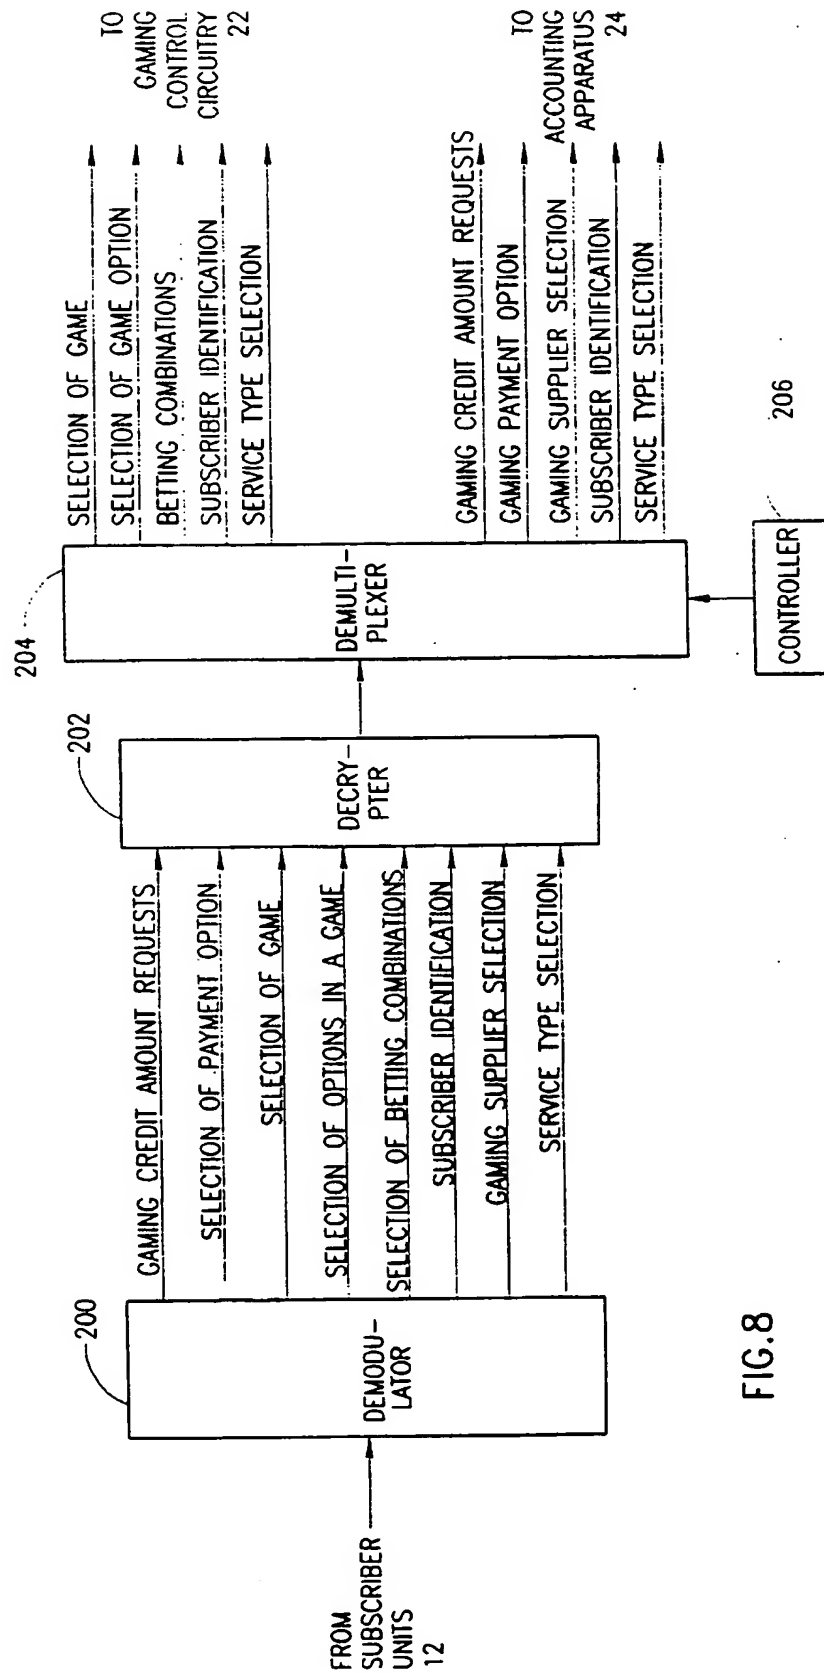 FROM
SUBSCRIBER
UNITS
12
200
DEMODU-
LATOR
GAMING CREDIT AMOUNT REQUESTS
SELECTION OF PAYMENT OPTION
SELECTION OF GAME
SELECTION OF OPTIONS IN A GAME
SELECTION OF BETTING COMBINATIONS
SUBSCRIBER IDENTIFICATION
GAMING SUPPLIER SELECTION
SERVICE TYPE SELECTION
202
DECRY-
PTER
204
DEMULTI-
PLEXER
SELECTION OF GAME
SELECTION OF GAME OPTION
BETTING COMBINATIONS
SUBSCRIBER IDENTIFICATION
SERVICE TYPE SELECTION
TO
GAMING
CONTROL
CIRCUITRY
22
GAMING CREDIT AMOUNT REQUESTS
GAMING PAYMENT OPTION
GAMING SUPPLIER SELECTION
SUBSCRIBER IDENTIFICATION
SERVICE TYPE SELECTION
TO
ACCOUNTING
APPARATUS
24
CONTROLLER
206
FIG.8